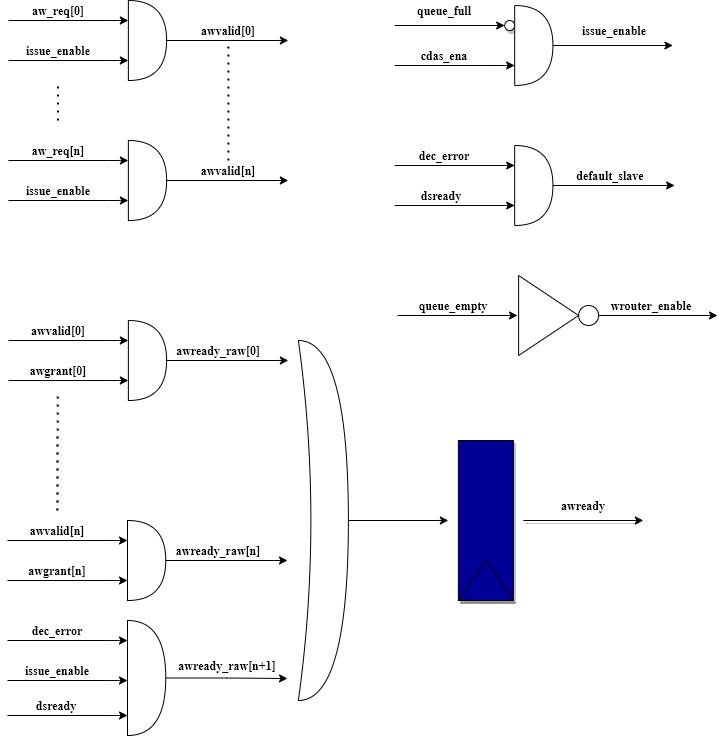 aw_req[0]
issue_enable
awvalid[0]
aw_req[n]
issue_enable
awvalid[n]
queue_full
cdas_ena
issue_enable
dec_error
dsready
default_slave
queue_empty
wrouter_enable
awvalid[0]
awgrant[0]
awready_raw[0]
awvalid[n]
awgrant[n]
awready_raw[n]
dec_error
issue_enable
dsready
awready_raw[n+1]
awready